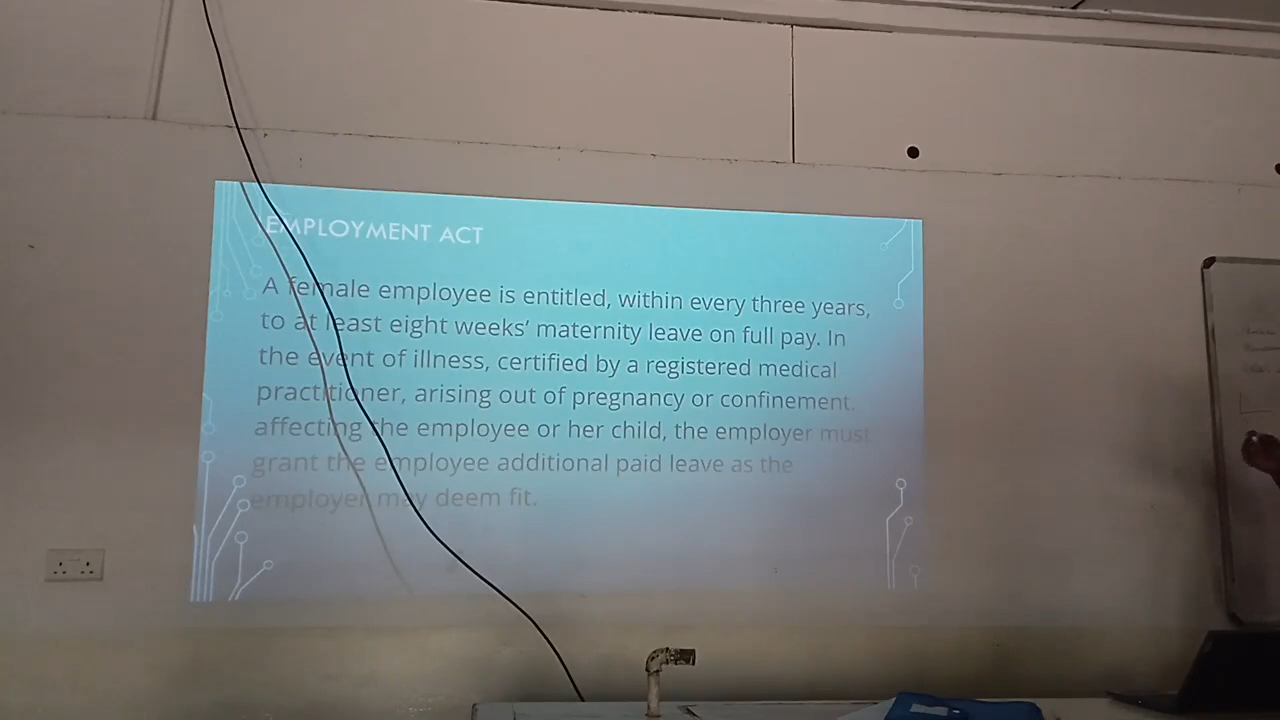 EMPLOYMENT ACT
A female employee is entitled, within every three years,
to at least eight weeks’ maternity leave on full pay. In
the event of illness, certified by a registered medical
practitioner, arising out of pregnancy or confinement.
affecting the employee or her child, the employer must
grant the employee additional paid leave as the
employer may deem fit.